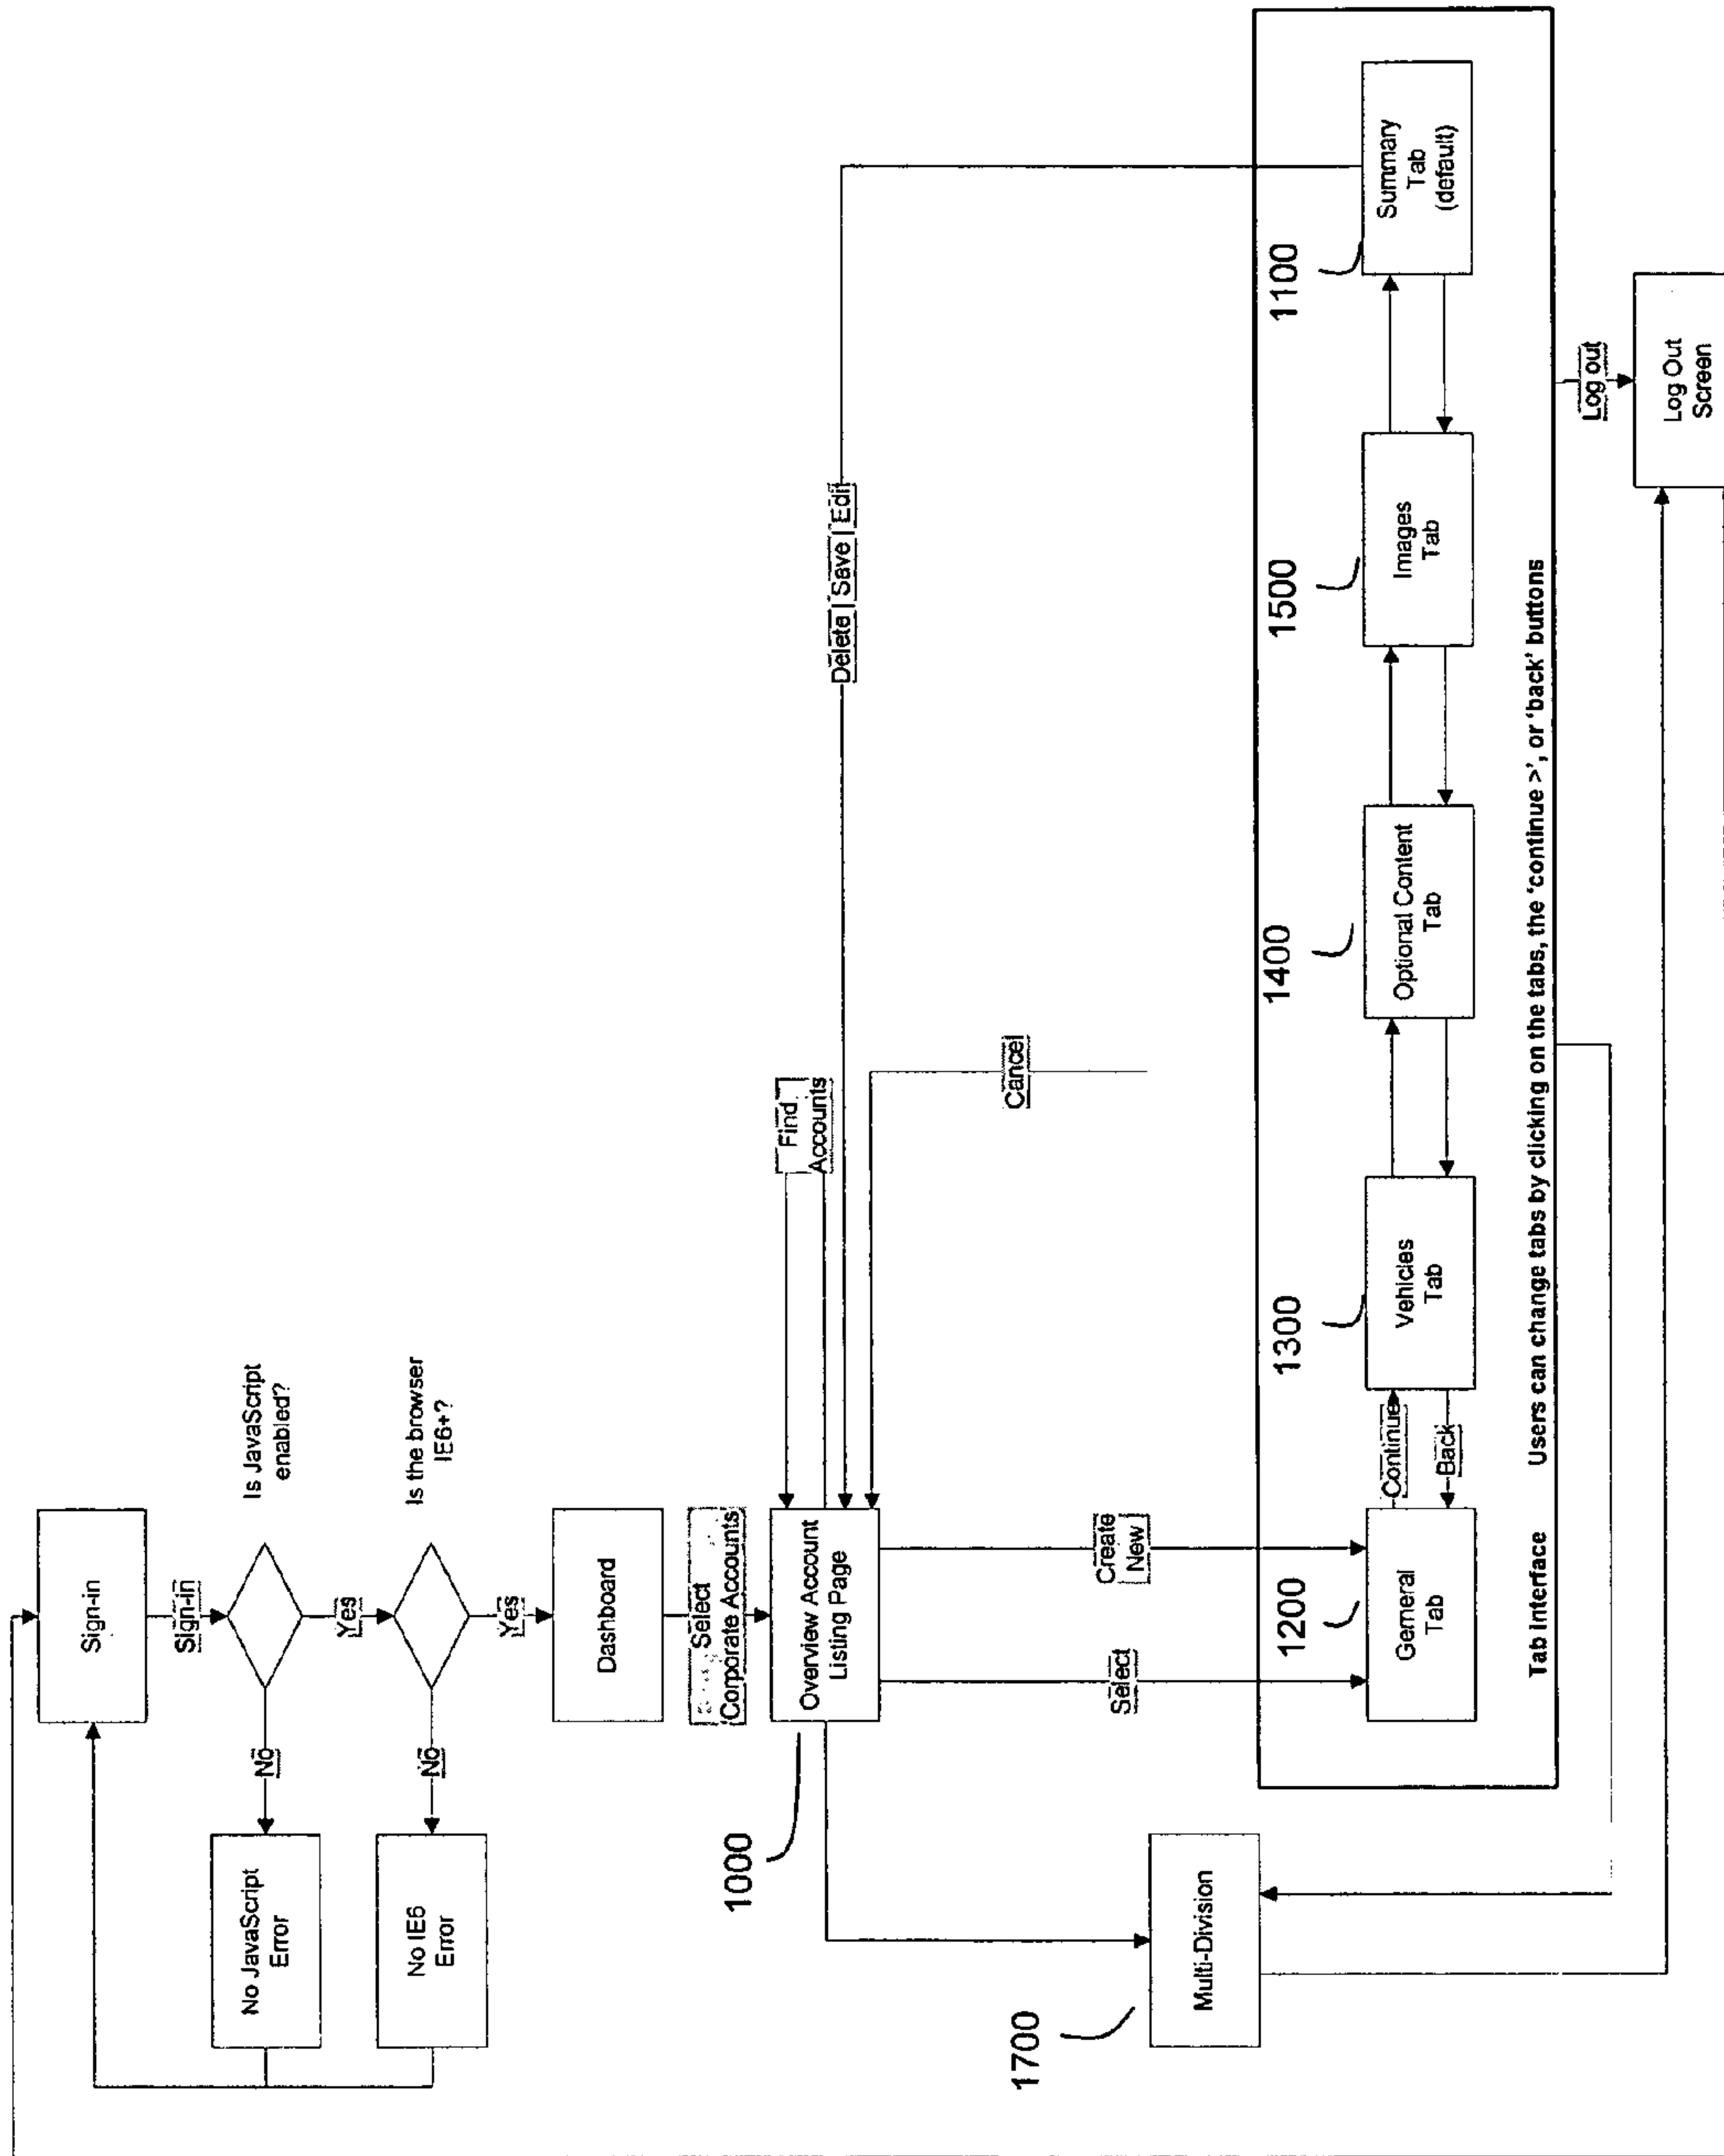 Sign-in
Sign-in
Is JavaScript
enabled?
Yes
No
No JavaScript
Error
Is the browser
IE6+?
Yes
No
No IE6
Error
Dashboard
Select
Corporate Accounts
1000
Overview Account
Listing Page
Find
Accounts
Delete | Save | Edit
Cancel
Select
Create
New
1700
Multi-Division
1200
General
Tab
Continue
Back
1300
Vehicles
Tab
1400
Optional Content
Tab
1500
Images
Tab
1100
Summary
Tab
(default)
Tab Interface
Users can change tabs by clicking on the tabs, the 'continue >', or 'back' buttons
Log out
Log Out
Screen